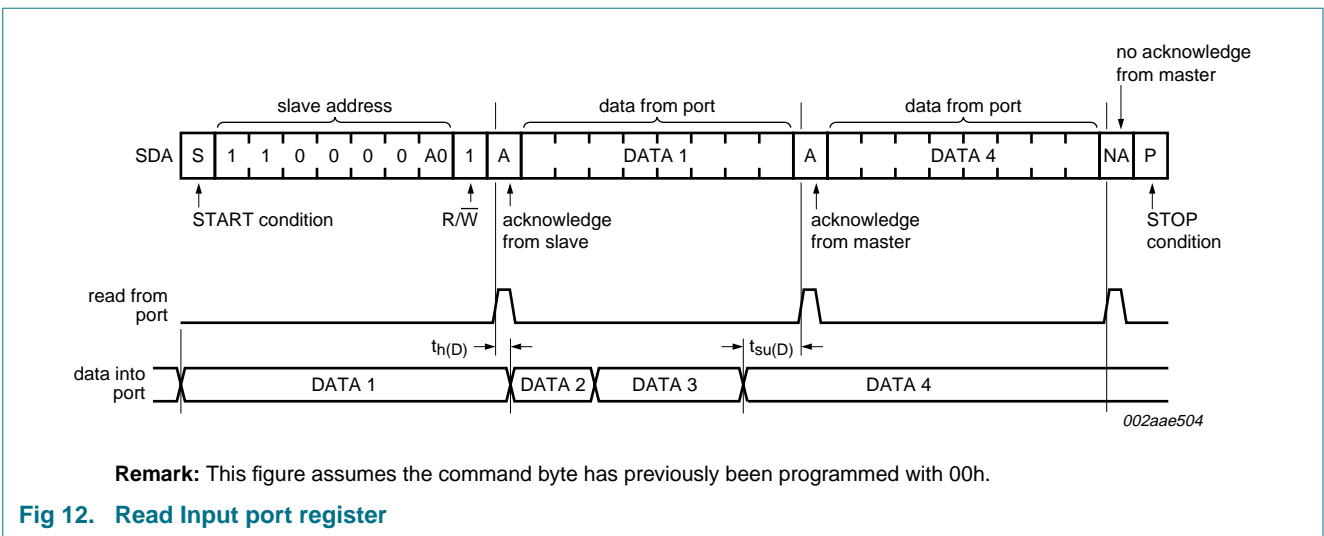 no acknowledge
from master
slave address
data from port
data from port
SDA S 1 1 0 0 0 0 A0 1 A DATA 1 A DATA 4 NA P
START condition
R/W̅
acknowledge
from slave
acknowledge
from master
STOP
condition
read from
port
th(D)
tsu(D)
data into
port
DATA 1 DATA 2 DATA 3 DATA 4
002aae504
Remark: This figure assumes the command byte has previously been programmed with 00h.
Fig 12. Read Input port register